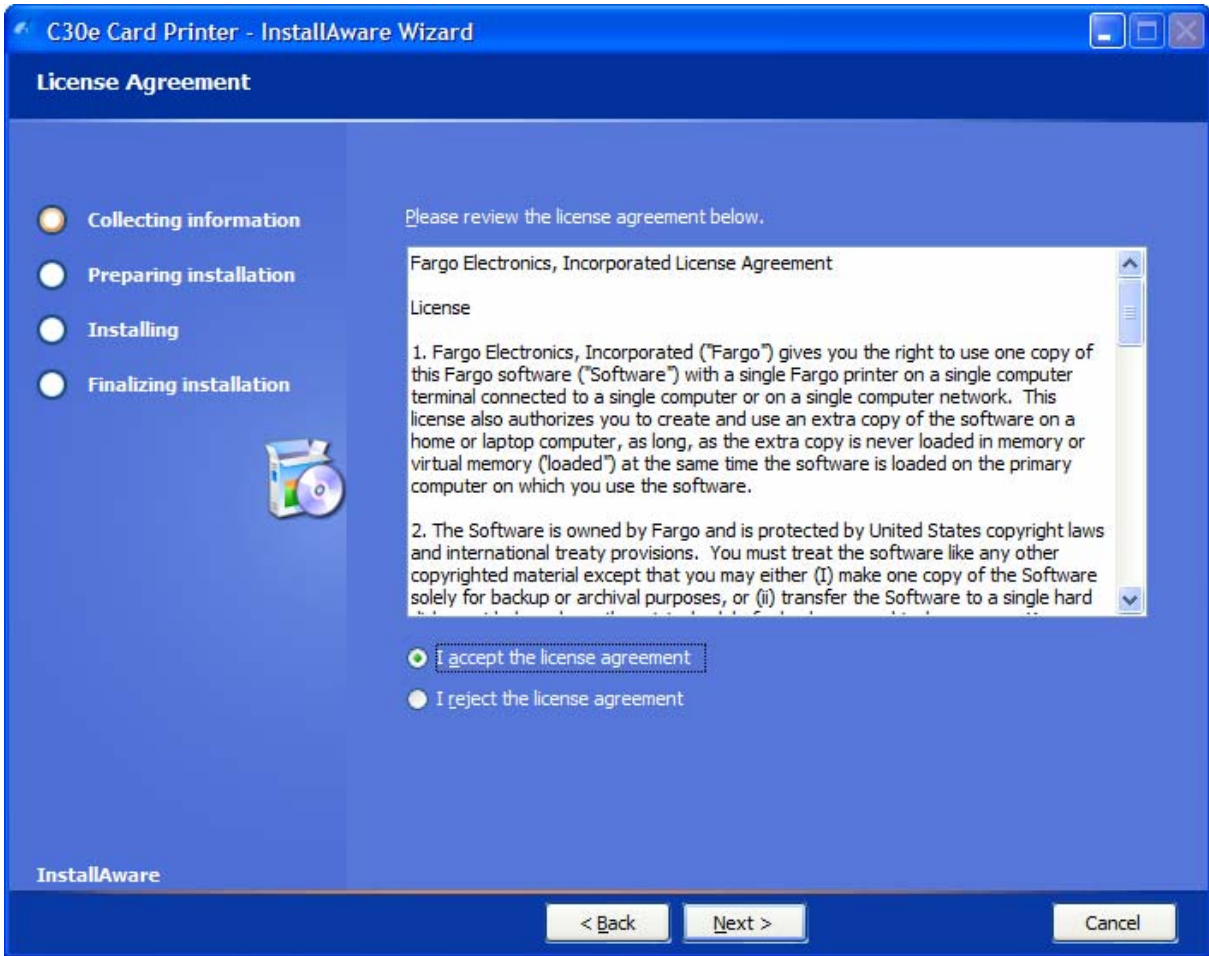 C30e Card Printer - InstallAware Wizard
License Agreement
Collecting information
Preparing installation
Installing
Finalizing installation
Please review the license agreement below.
Fargo Electronics, Incorporated License Agreement
License
1. Fargo Electronics, Incorporated ("Fargo") gives you the right to use one copy of
this Fargo software ("Software") with a single Fargo printer on a single computer
terminal connected to a single computer or on a single computer network.  This
license also authorizes you to create and use an extra copy of the software on a
home or laptop computer, as long, as the extra copy is never loaded in memory or
virtual memory ('loaded") at the same time the software is loaded on the primary
computer on which you use the software.
2. The Software is owned by Fargo and is protected by United States copyright laws
and international treaty provisions.  You must treat the software like any other
copyrighted material except that you may either (I) make one copy of the Software
solely for backup or archival purposes, or (ii) transfer the Software to a single hard
I accept the license agreement
I reject the license agreement
InstallAware
< Back
Next >
Cancel